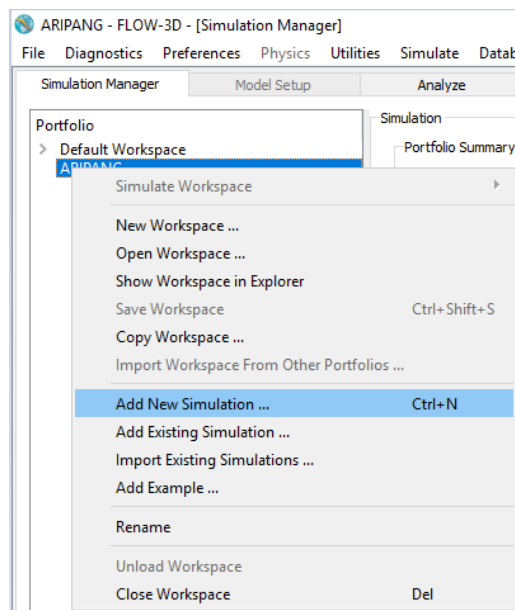 ARIPANG - FLOW-3D - [Simulation Manager]
File Diagnostics Preferences Physics Utilities Simulate Datab
Simulation Manager Model Setup Analyze
Portfolio
Simulation
Default Workspace
Portfolio Summary
ARIPANG
Simulate Workspace
New Workspace ...
Open Workspace ...
Show Workspace in Explorer
Save Workspace Ctrl+Shift+S
Copy Workspace ...
Import Workspace From Other Portfolios ...
Add New Simulation ... Ctrl+N
Add Existing Simulation ...
Import Existing Simulations ...
Add Example ...
Rename
Unload Workspace
Close Workspace Del